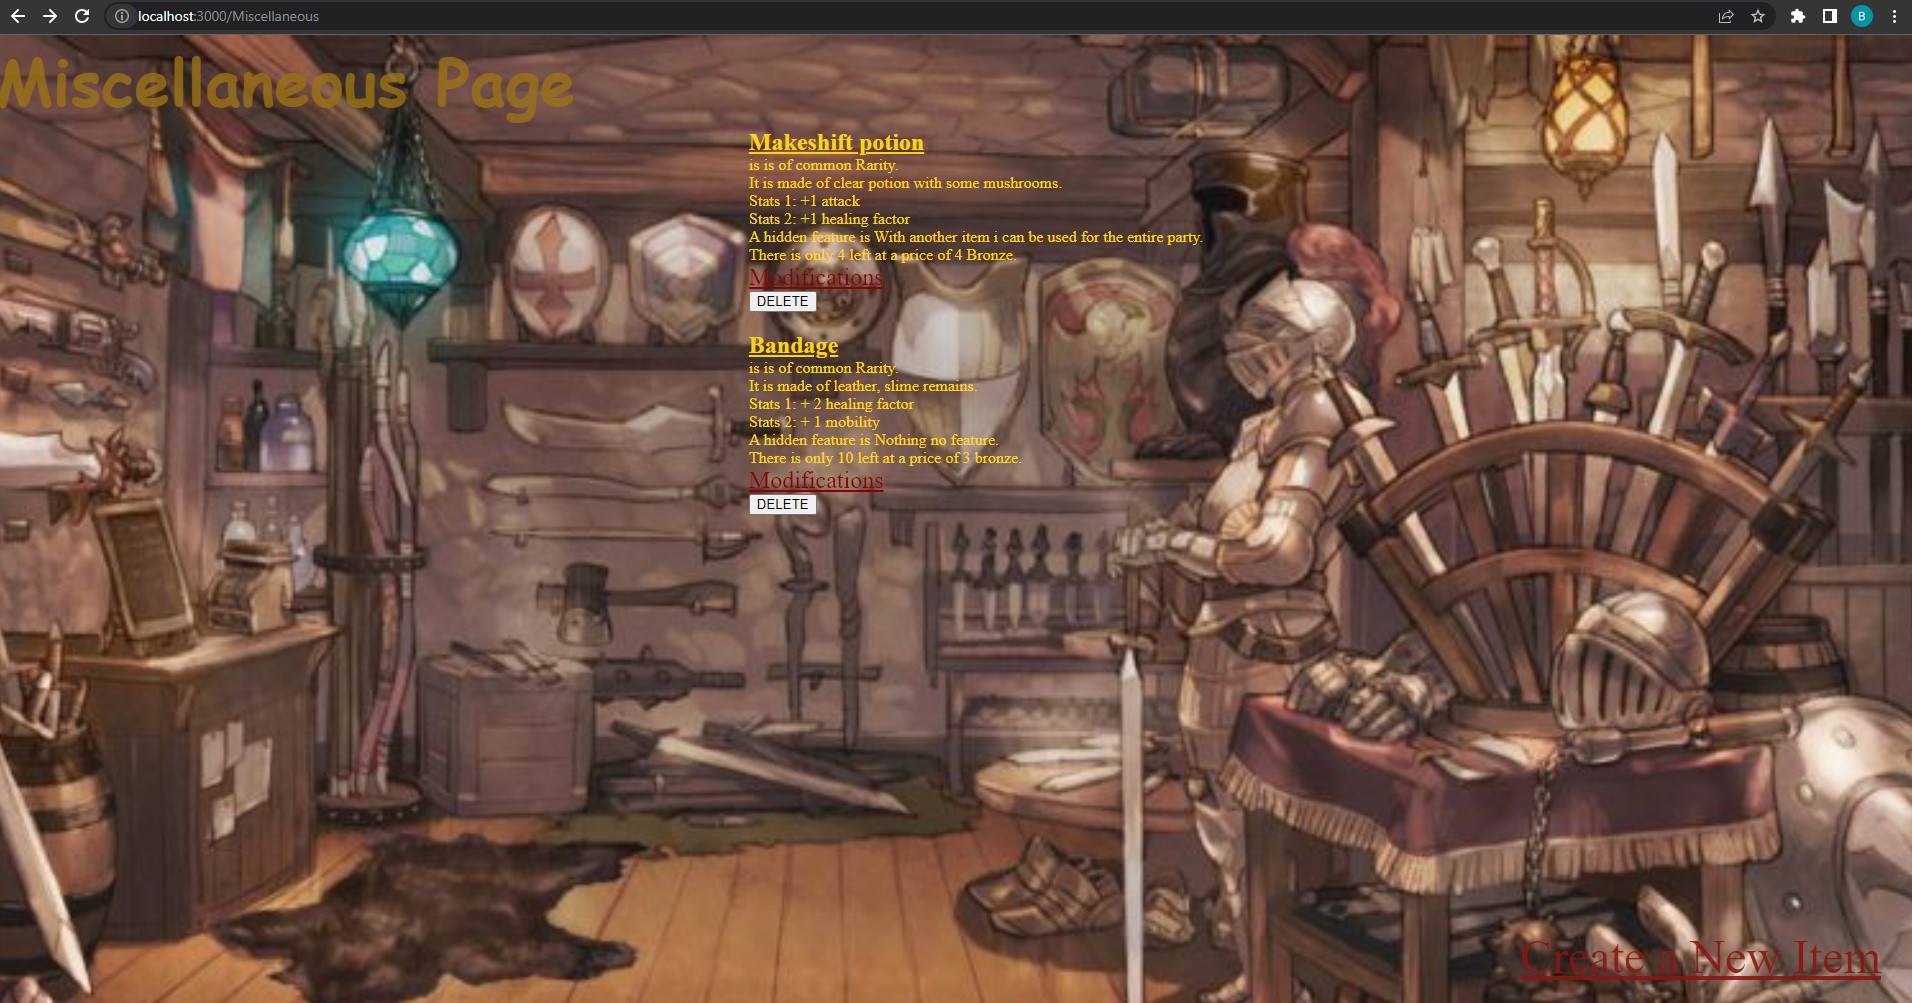 localhost:3000/Miscellaneous
B
Miscellaneous Page
Makeshift potion
is is of common Rarity.
It is made of clear potion with some mushrooms.
Stats 1: +1 attack
Stats 2: +1 healing factor
A hidden feature is With another item i can be used for the entire party.
There is only 4 left at a price of 4 Bronze.
Modifications
DELETE
Bandage
is is of common Rarity.
It is made of leather, slime remains.
Stats 1: + 2 healing factor
Stats 2: + 1 mobility
A hidden feature is Nothing no feature.
There is only 10 left at a price of 3 bronze.
Modifications
DELETE
Create a New Item